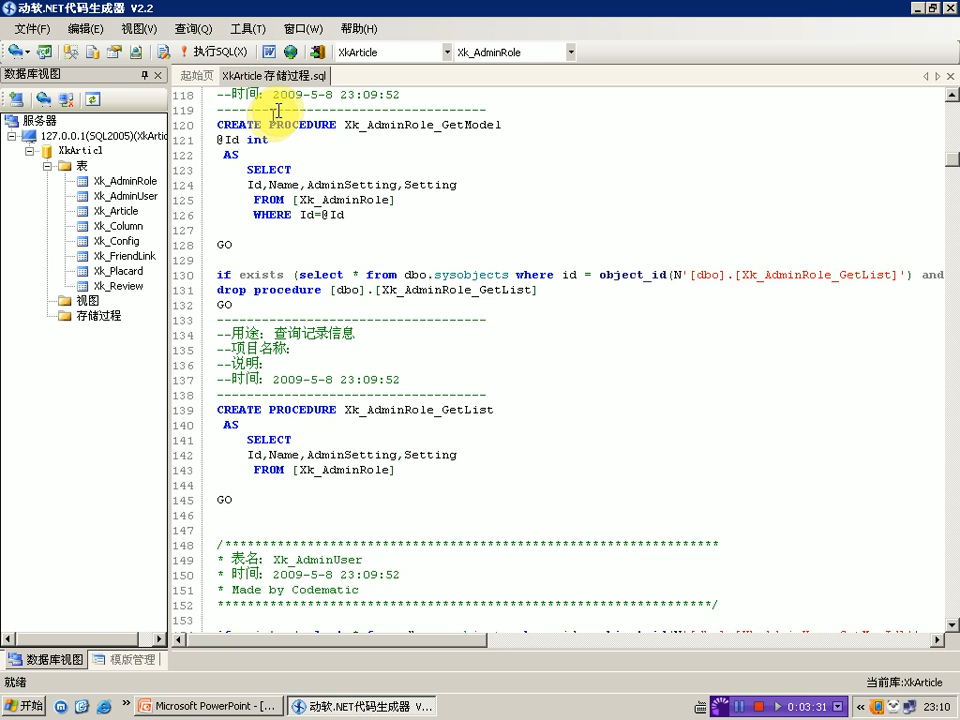 动软.NET代码生成器 V2.2
文件(F) 编辑(E) 视图(V) 查询(Q) 工具(T) 窗口(W) 帮助(H)
执行SQL(X) XkArticle Xk_AdminRole
数据库视图
起始页 XkArticle 存储过程.sql
服务器
127.0.0.1(SQL2005)(XkArtic
XkArticl
表
Xk_AdminRole
Xk_AdminUser
Xk_Article
Xk_Column
Xk_Config
Xk_FriendLink
Xk_Placard
Xk_Review
视图
存储过程
118 --时间: 2009-5-8 23:09:52
119 ------------------------------------
120 CREATE PROCEDURE Xk_AdminRole_GetModel
121 @Id int
122 AS
123 SELECT
124 Id,Name,AdminSetting,Setting
125 FROM [Xk_AdminRole]
126 WHERE Id=@Id
127
128 GO
129
130 if exists (select * from dbo.sysobjects where id = object_id(N'[dbo].[Xk_AdminRole_GetList]') and
131 drop procedure [dbo].[Xk_AdminRole_GetList]
132 GO
133 ------------------------------------
134 --用途: 查询记录信息
135 --项目名称:
136 --说明:
137 --时间: 2009-5-8 23:09:52
138 ------------------------------------
139 CREATE PROCEDURE Xk_AdminRole_GetList
140 AS
141 SELECT
142 Id,Name,AdminSetting,Setting
143 FROM [Xk_AdminRole]
144
145 GO
146
147
148 /******************************************************************
149 * 表名: Xk_AdminUser
150 * 时间: 2009-5-8 23:09:52
151 * Made by Codematic
152 ******************************************************************/
153
数据库视图 模版管理
就绪 当前库:XkArticle
开始 Microsoft PowerPoint - [... 动软.NET代码生成器 V... 0:03:31 23:10